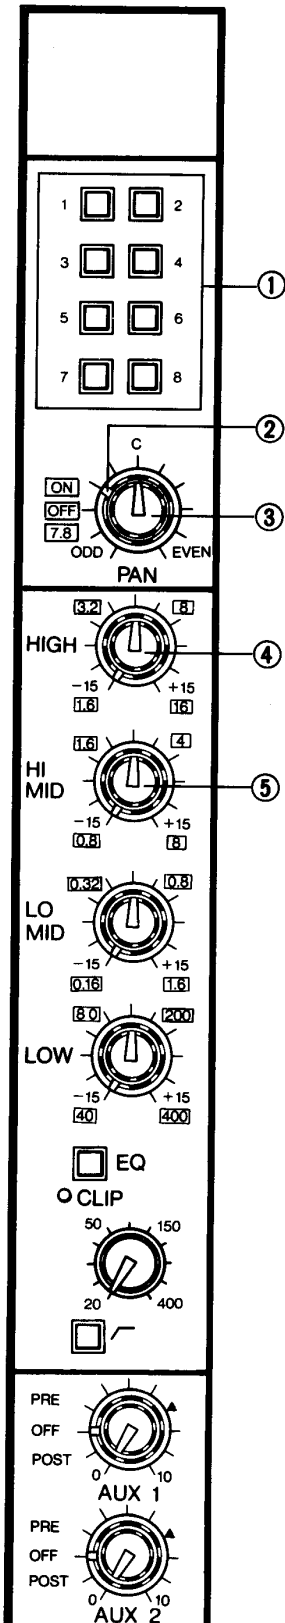 1 2
3 4
①
5 6
7 8
②
C
ON
OFF
③
7.8
ODD EVEN
PAN
3.2 8
HIGH
④
-15 +15
1.6 16
1.6 4
HI
MID
⑤
-15 +15
0.8 8
0.32 0.8
LO
MID
-15 +15
0.16 1.6
80 200
LOW
-15 +15
40 400
EQ
CLIP
50 150
20 400
PRE
OFF
POST
0 10
AUX 1
PRE
OFF
POST
0 10
AUX 2